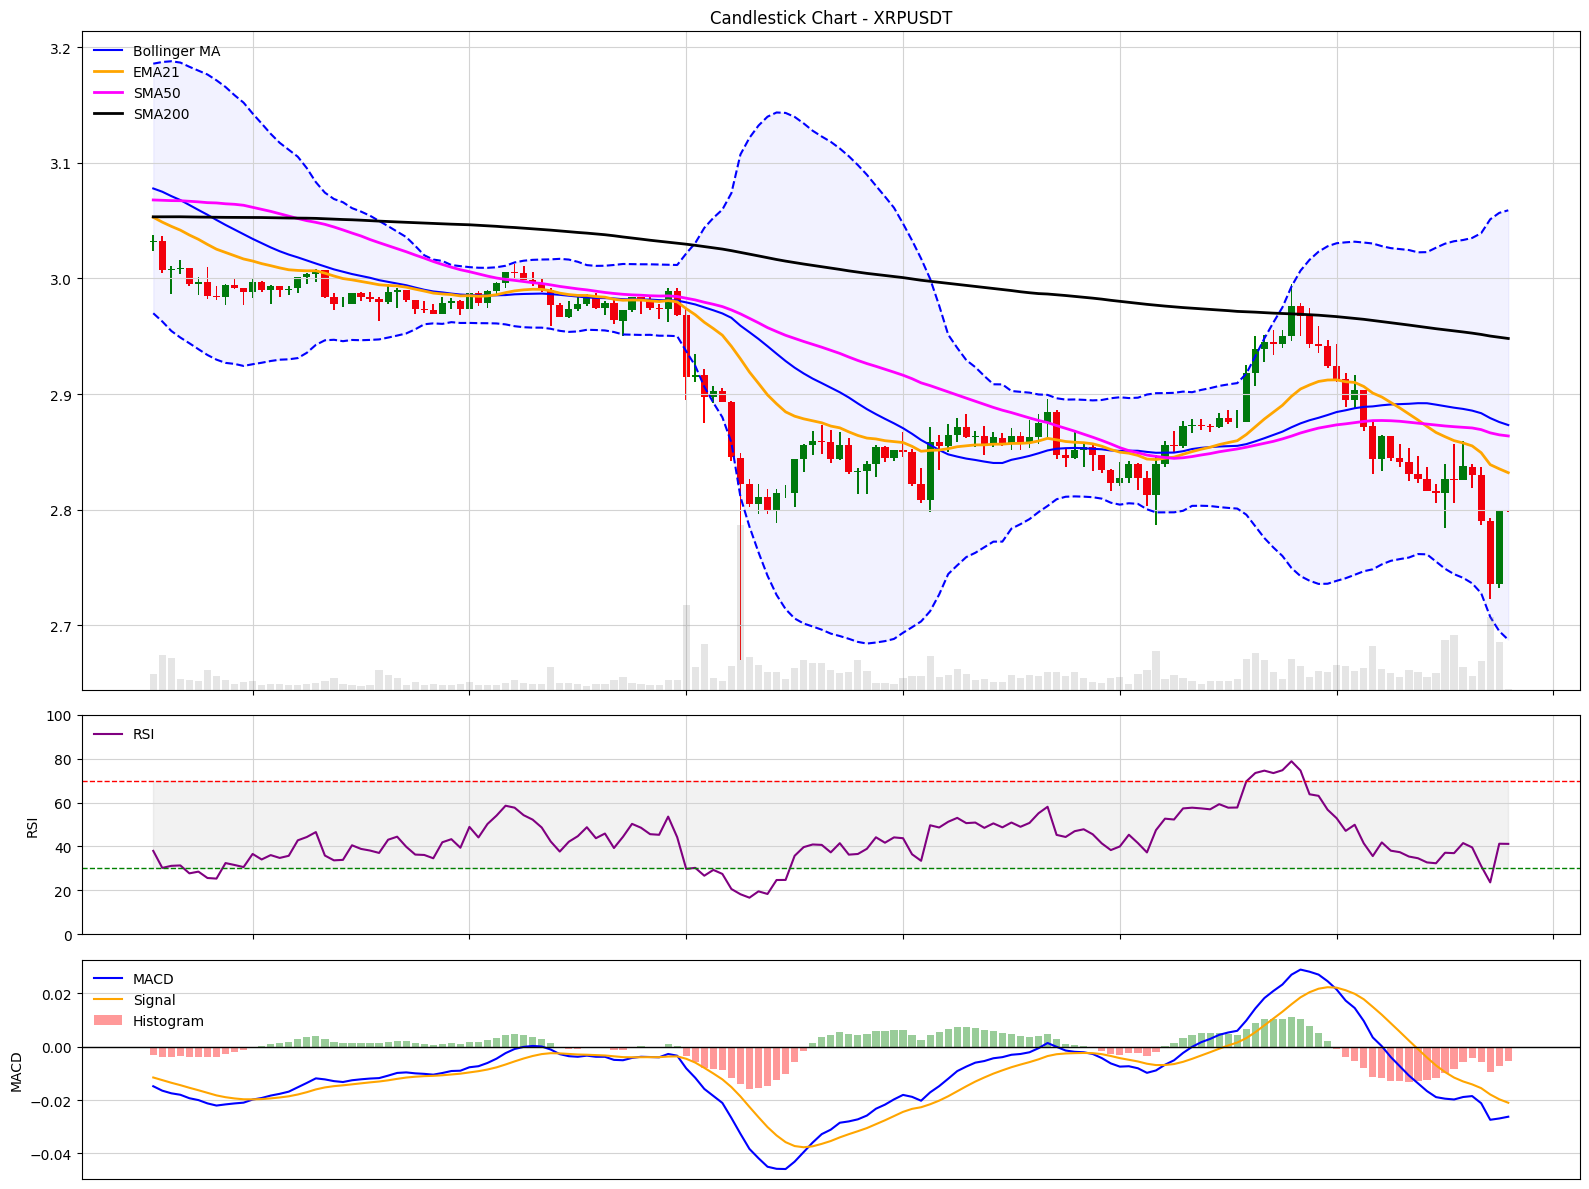 Candlestick Chart - XRPUSDT
Bollinger MA
EMA21
SMA50
SMA200
3.2
3.1
3.0
2.9
2.8
2.7
RSI
RSI
100
80
60
40
20
0
MACD
Signal
Histogram
MACD
0.02
0.00
−0.02
−0.04